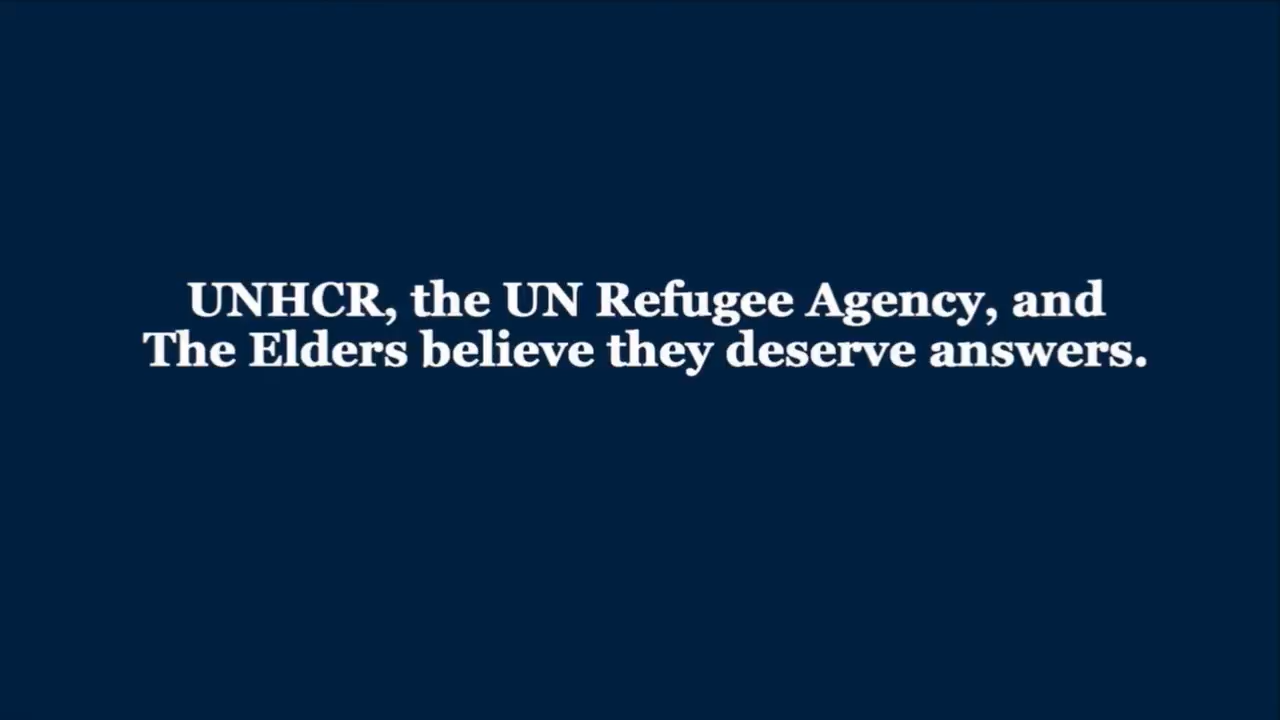 UNHCR, the UN Refugee Agency, and
The Elders believe they deserve answers.